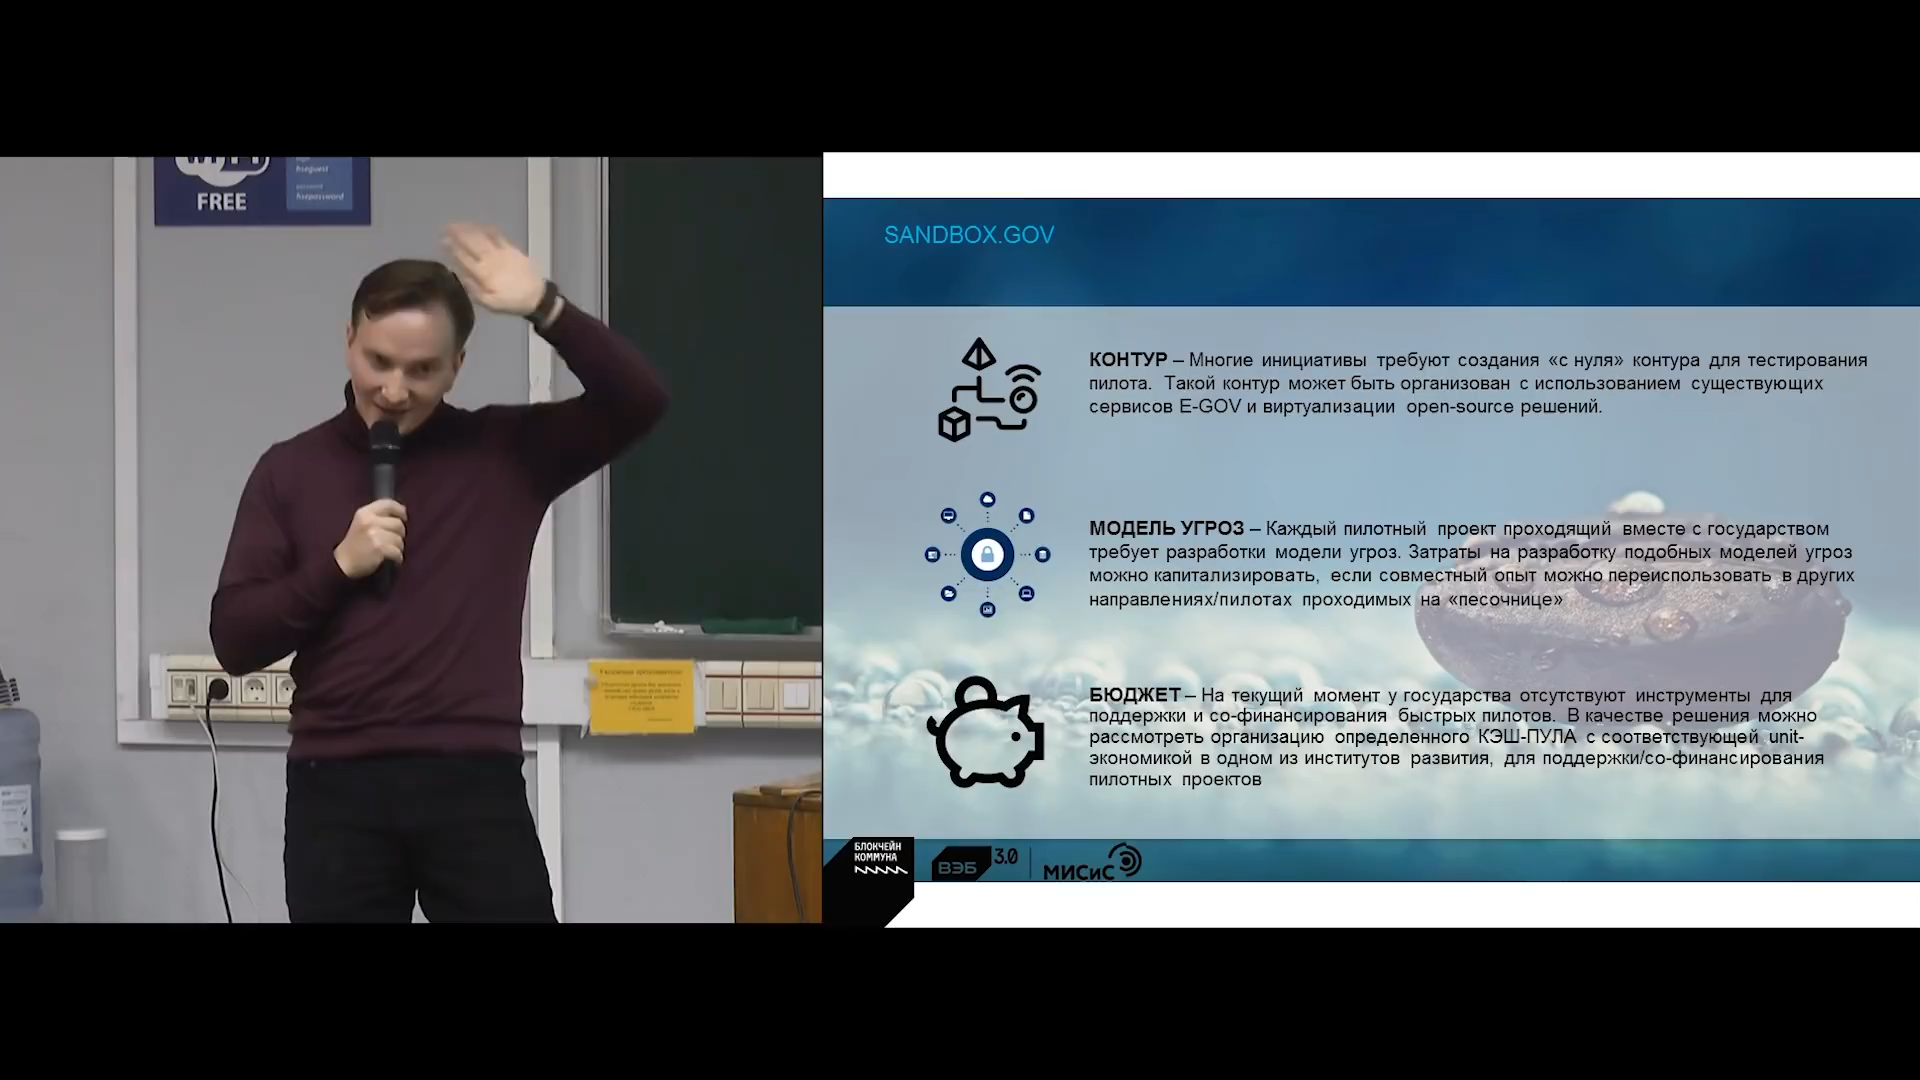 FREE
SANDBOX.GOV
КОНТУР – Многие инициативы требуют создания «с нуля» контура для тестирования
пилота. Такой контур может быть организован с использованием существующих
сервисов E-GOV и виртуализации open-source решений.
МОДЕЛЬ УГРОЗ – Каждый пилотный проект проходящий вместе с государством
требует разработки модели угроз. Затраты на разработку подобных моделей угроз
можно капитализировать, если совместный опыт можно переиспользовать в других
направлениях/пилотах проходимых на «песочнице»
БЮДЖЕТ – На текущий момент у государства отсутствуют инструменты для
поддержки и со-финансирования быстрых пилотов. В качестве решения можно
рассмотреть организацию определенного КЭШ-ПУЛА с соответствующей unit-
экономикой в одном из институтов развития, для поддержки/со-финансирования
пилотных проектов
БЛОКЧЕЙН
КОММУНА
ВЭБ 3.0
МИСиС